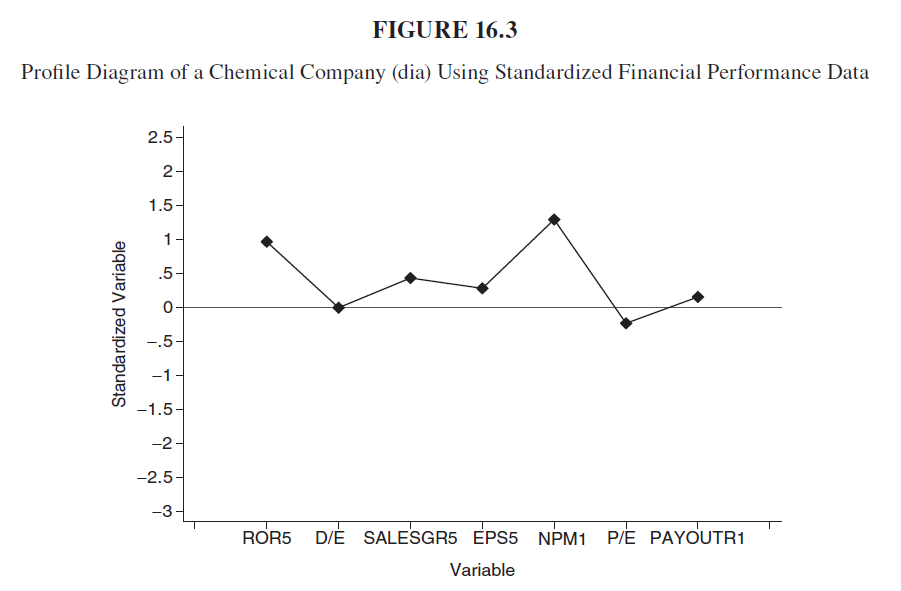 FIGURE 16.3
Profile Diagram of a Chemical Company (dia) Using Standardized Financial Performance Data
2.5
2
1.5
1
.5
0
–.5
–1
–1.5
–2
–2.5
–3
Standardized Variable
ROR5 D/E SALESGR5 EPS5 NPM1 P/E PAYOUTR1
Variable